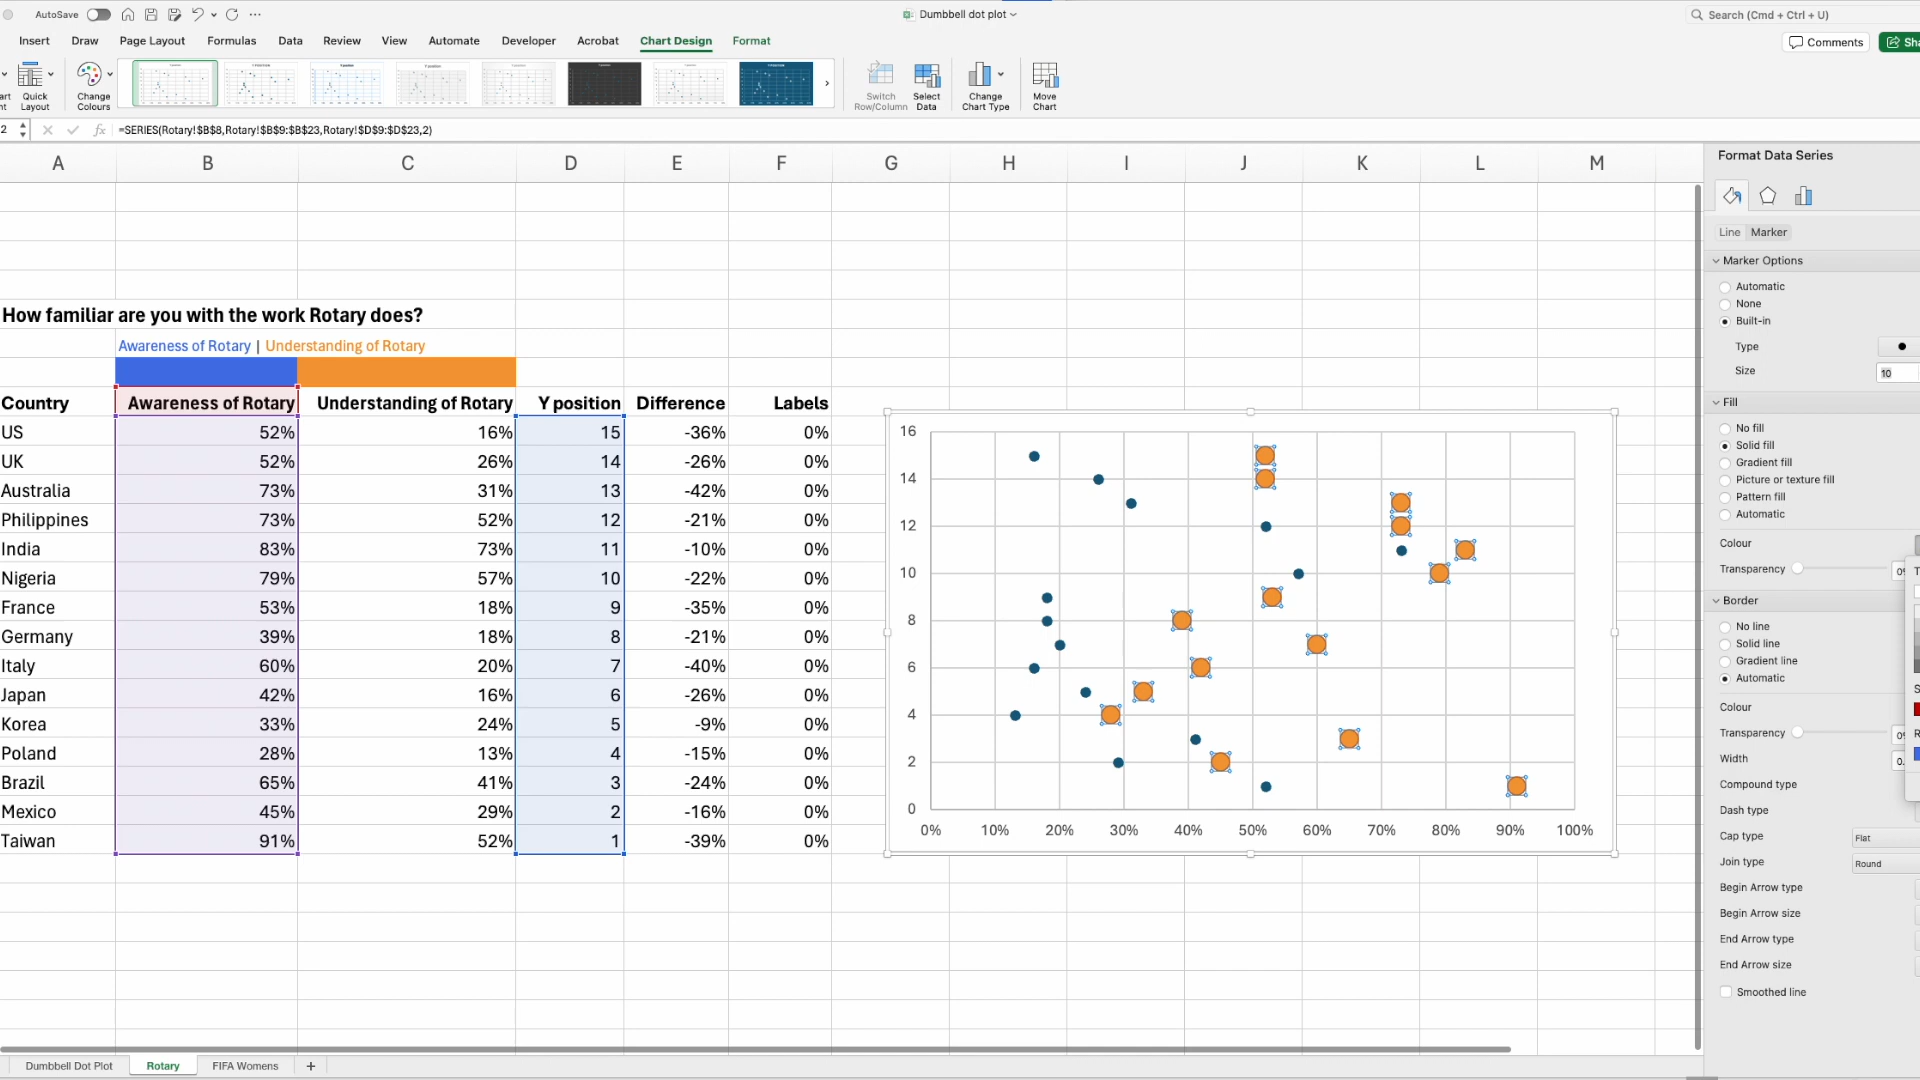 AutoSave
Dumbbell dot plot
Search (Cmd + Ctrl + U)
Insert Draw Page Layout Formulas Data Review View Automate Developer Acrobat Chart Design Format
Comments
Quick Layout
Change Colours
Switch Row/Column
Select Data
Change Chart Type
Move Chart
2 fx =SERIES(Rotary!$B$8,Rotary!$B$9:$B$23,Rotary!$D$9:$D$23,2)
A B C D E F G H I J K L M
How familiar are you with the work Rotary does?
Awareness of Rotary | Understanding of Rotary
Country Awareness of Rotary Understanding of Rotary Y position Difference Labels
US 52% 16% 15 -36% 0%
UK 52% 26% 14 -26% 0%
Australia 73% 31% 13 -42% 0%
Philippines 73% 52% 12 -21% 0%
India 83% 73% 11 -10% 0%
Nigeria 79% 57% 10 -22% 0%
France 53% 18% 9 -35% 0%
Germany 39% 18% 8 -21% 0%
Italy 60% 20% 7 -40% 0%
Japan 42% 16% 6 -26% 0%
Korea 33% 24% 5 -9% 0%
Poland 28% 13% 4 -15% 0%
Brazil 65% 41% 3 -24% 0%
Mexico 45% 29% 2 -16% 0%
Taiwan 91% 52% 1 -39% 0%
16
14
12
10
8
6
4
2
0
0% 10% 20% 30% 40% 50% 60% 70% 80% 90% 100%
Format Data Series
Line Marker
Marker Options
Automatic
None
Built-in
Type
Size 10
Fill
No fill
Solid fill
Gradient fill
Picture or texture fill
Pattern fill
Automatic
Colour
Transparency
Border
No line
Solid line
Gradient line
Automatic
Colour
Transparency
Width
Compound type
Dash type
Cap type Flat
Join type Round
Begin Arrow type
Begin Arrow size
End Arrow type
End Arrow size
Smoothed line
Dumbbell Dot Plot Rotary FIFA Womens +